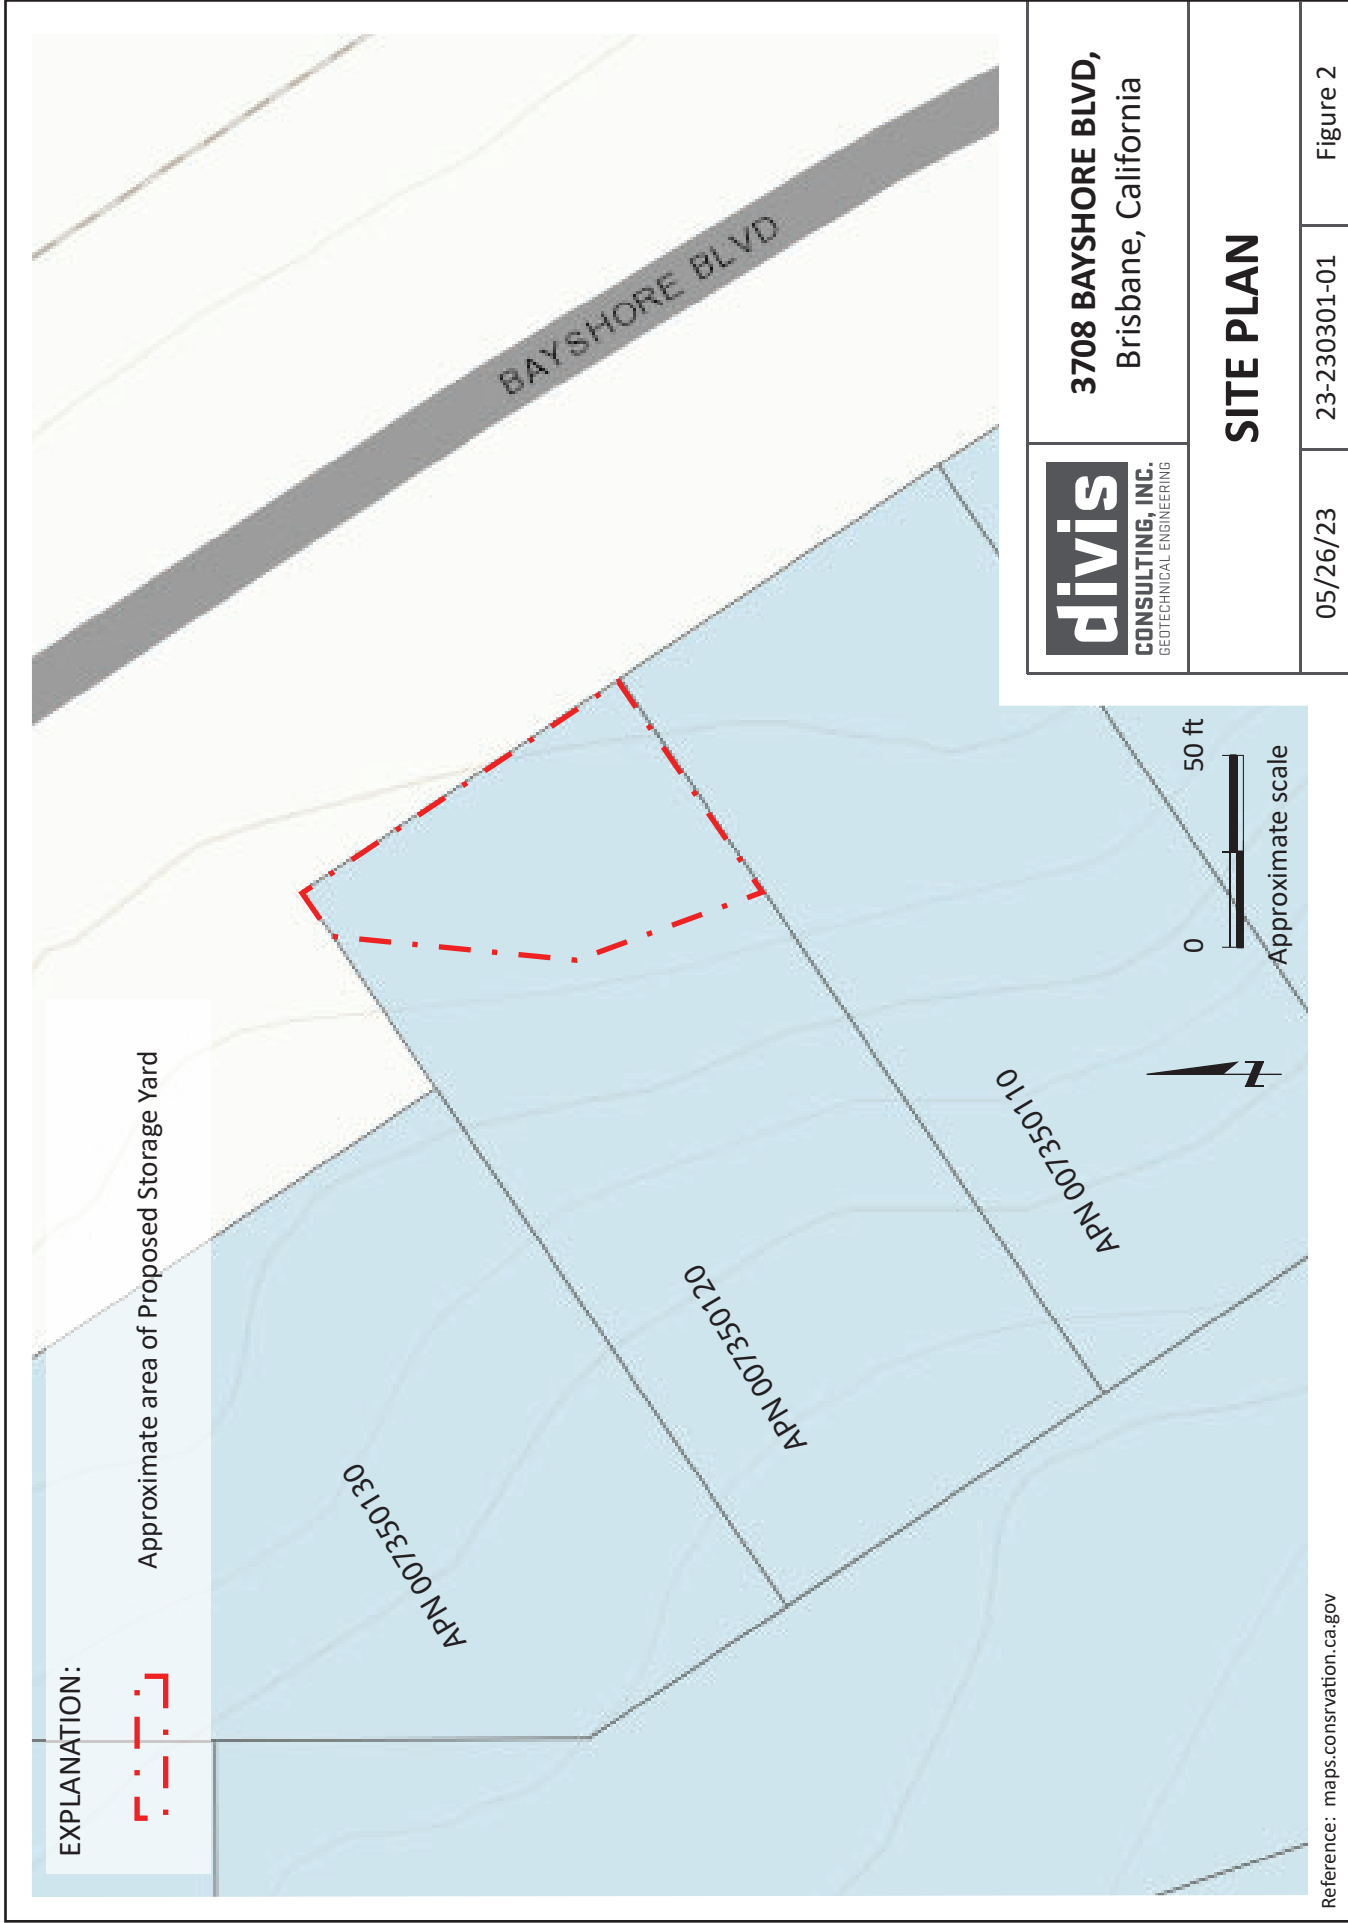 EXPLANATION:
Approximate area of Proposed Storage Yard
BAYSHORE BLVD
APN 007350130
APN 007350120
APN 007350110
0
50 ft
Approximate scale
Z
Reference: maps.consrvation.ca.gov
divis
CONSULTING, INC.
GEOTECHNICAL ENGINEERING
3708 BAYSHORE BLVD,
Brisbane, California
SITE PLAN
05/26/23
23-230301-01
Figure 2